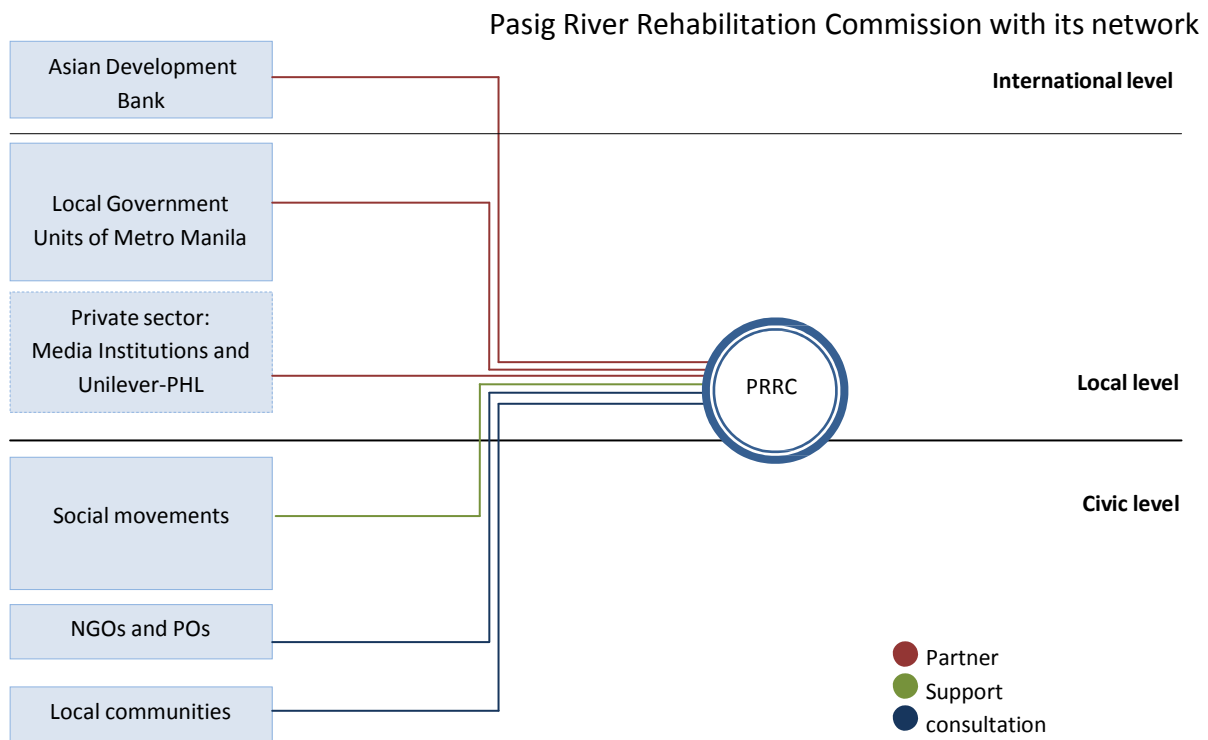 Pasig River Rehabilitation Commission with its network
Asian Development
Bank
International level
Local Government
Units of Metro Manila
Private sector:
Media Institutions and
Unilever-PHL
PRRC
Local level
Social movements
Civic level
NGOs and POs
Local communities
Partner
Support
consultation